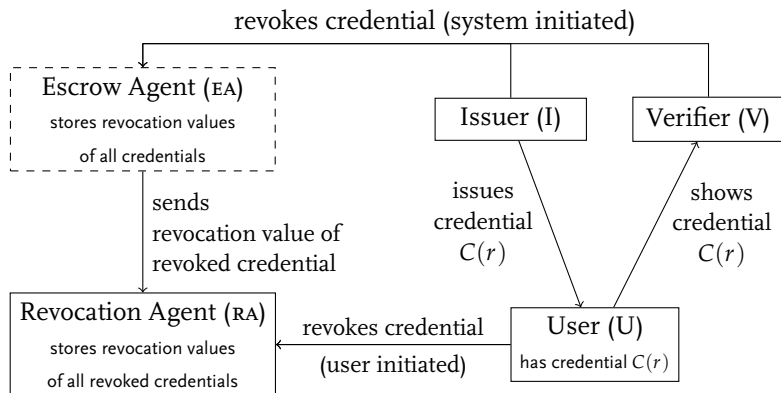 revokes credential (system initiated)
Escrow Agent (EA)
stores revocation values
of all credentials
Issuer (I)
Verifier (V)
issues
credential
C(r)
shows
credential
C(r)
sends
revocation value of
revoked credential
Revocation Agent (RA)
stores revocation values
of all revoked credentials
revokes credential
(user initiated)
User (U)
has credential C(r)